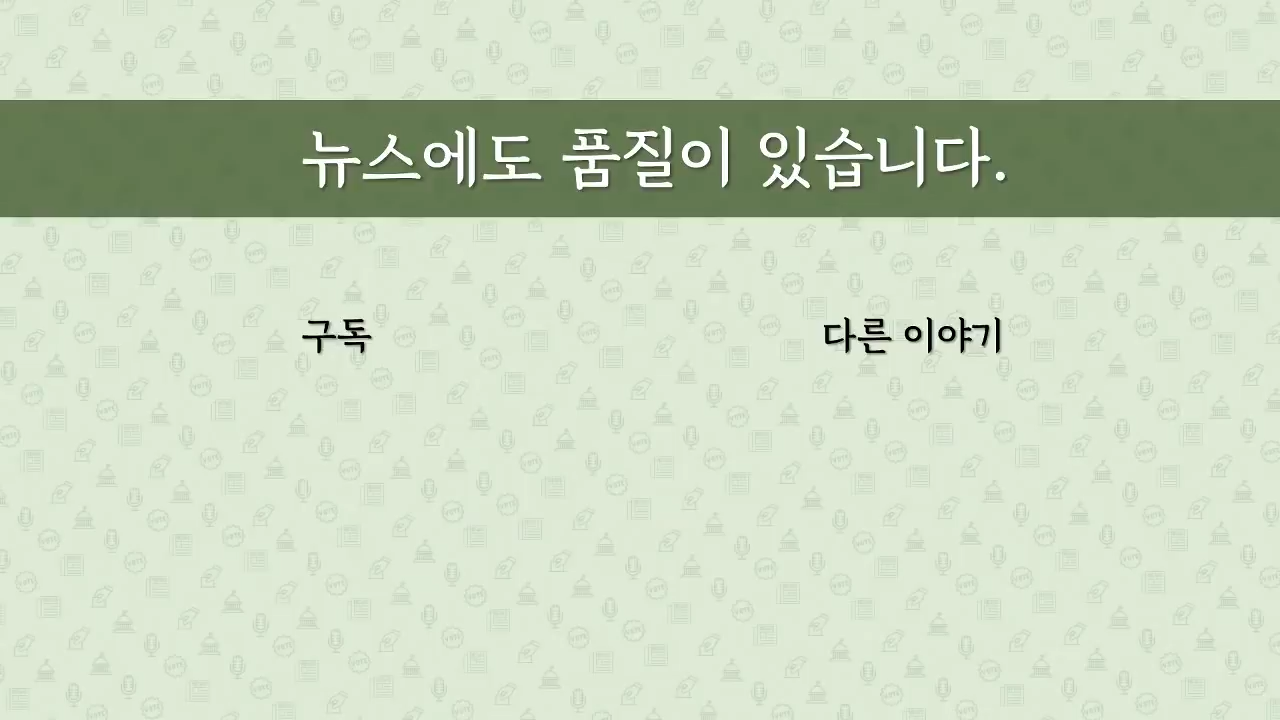 뉴스에도 품질이 있습니다.
구독
다른 이야기